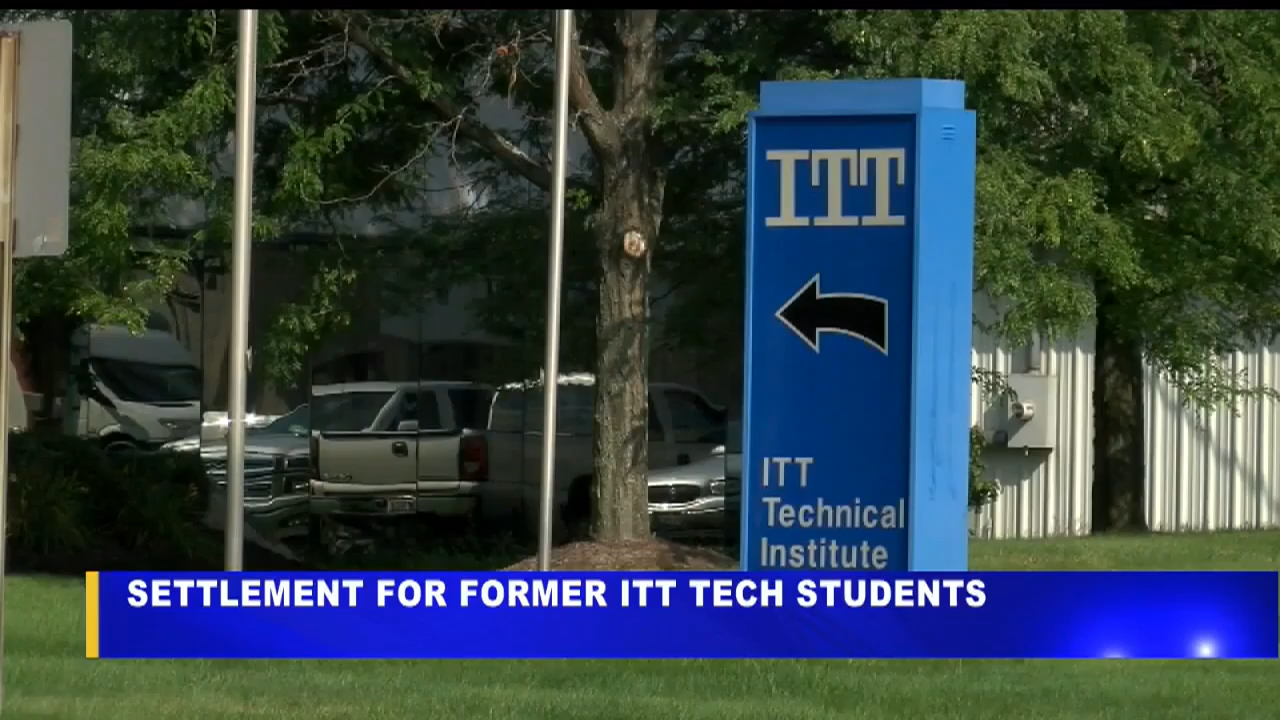 ITT
ITT
Technical
Institute
SETTLEMENT FOR FORMER ITT TECH STUDENTS